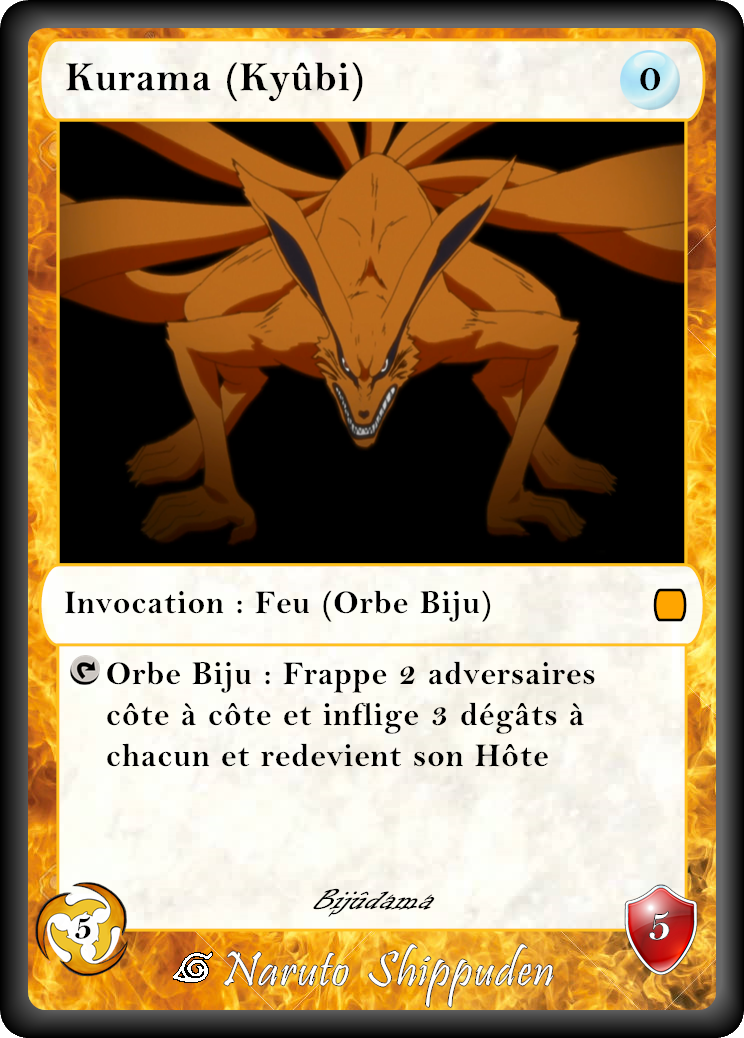 Kurama (Kyûbi)
0
Invocation : Feu (Orbe Biju)
Orbe Biju : Frappe 2 adversaires
côte à côte et inflige 3 dégâts à
chacun et redevient son Hôte
Bijûdama
5
5
Naruto Shippuden